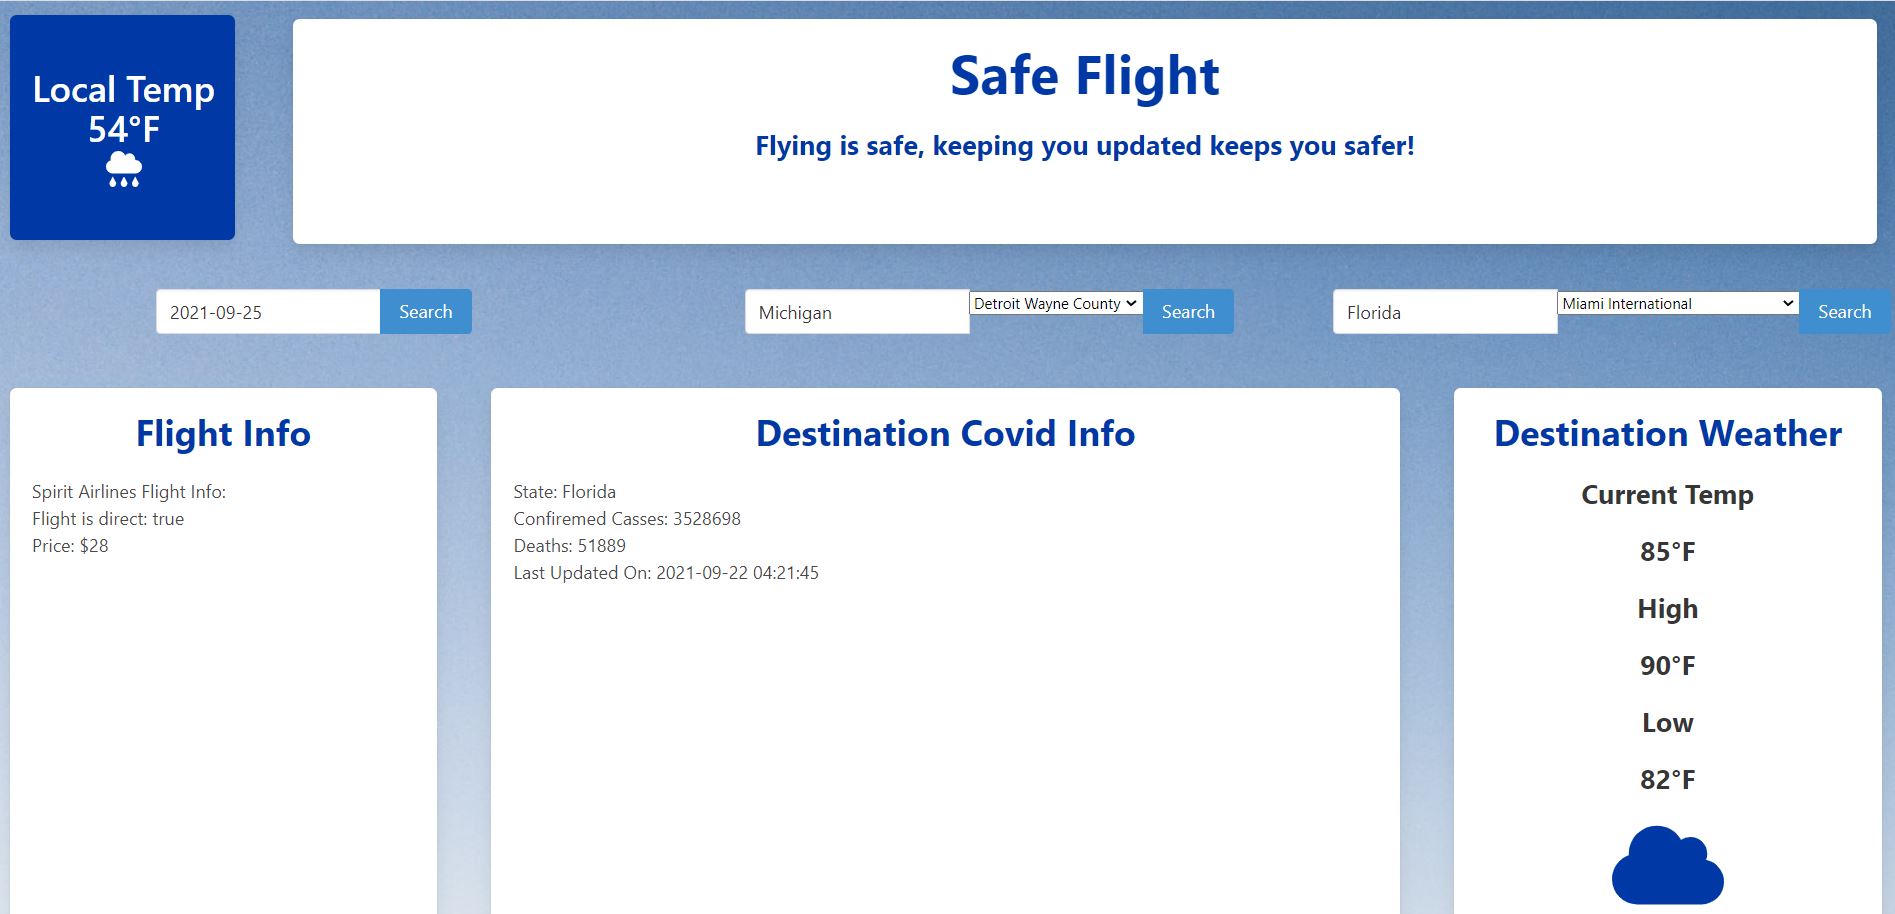 Local Temp
54°F
Safe Flight
Flying is safe, keeping you updated keeps you safer!
2021-09-25 Search
Michigan Detroit Wayne County Search
Florida Miami International Search
Flight Info
Spirit Airlines Flight Info:
Flight is direct: true
Price: $28
Destination Covid Info
State: Florida
Confiremed Casses: 3528698
Deaths: 51889
Last Updated On: 2021-09-22 04:21:45
Destination Weather
Current Temp
85°F
High
90°F
Low
82°F